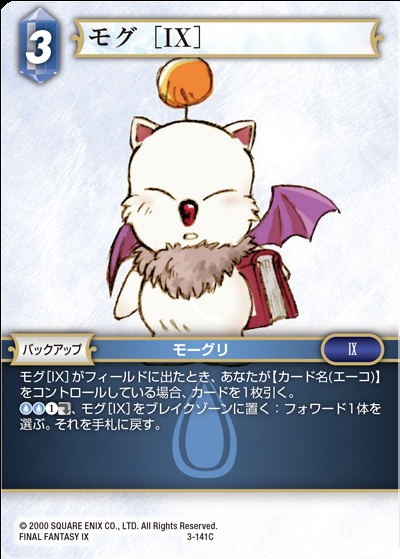 3
モグ［IX］
バックアップ
モーグリ
IX
モグ[IX]がフィールドに出たとき、あなたが【カード名(エーコ)】
をコントロールしている場合、カードを1枚引く。
1、モグ[IX]をブレイクゾーンに置く：フォワード1体を
選ぶ。それを手札に戻す。
© 2000 SQUARE ENIX CO., LTD. All Rights Reserved.
FINAL FANTASY IX
3-141C